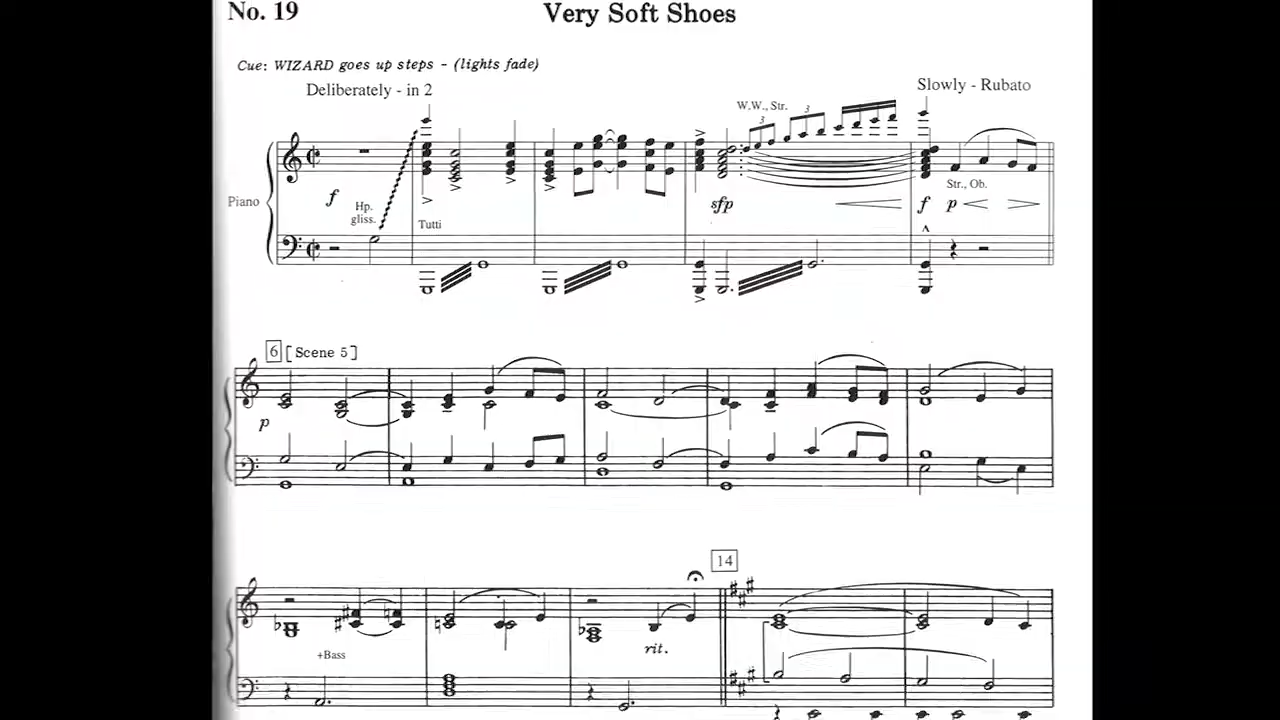 No. 19
Very Soft Shoes
Cue: WIZARD goes up steps - (lights fade)
Deliberately - in 2
Slowly - Rubato
W.W., Str.
3 3
Piano
f
Hp.
gliss.
Tutti
sfp
f
p
Str., Ob.
6 [Scene 5]
p
14
rit.
+Bass